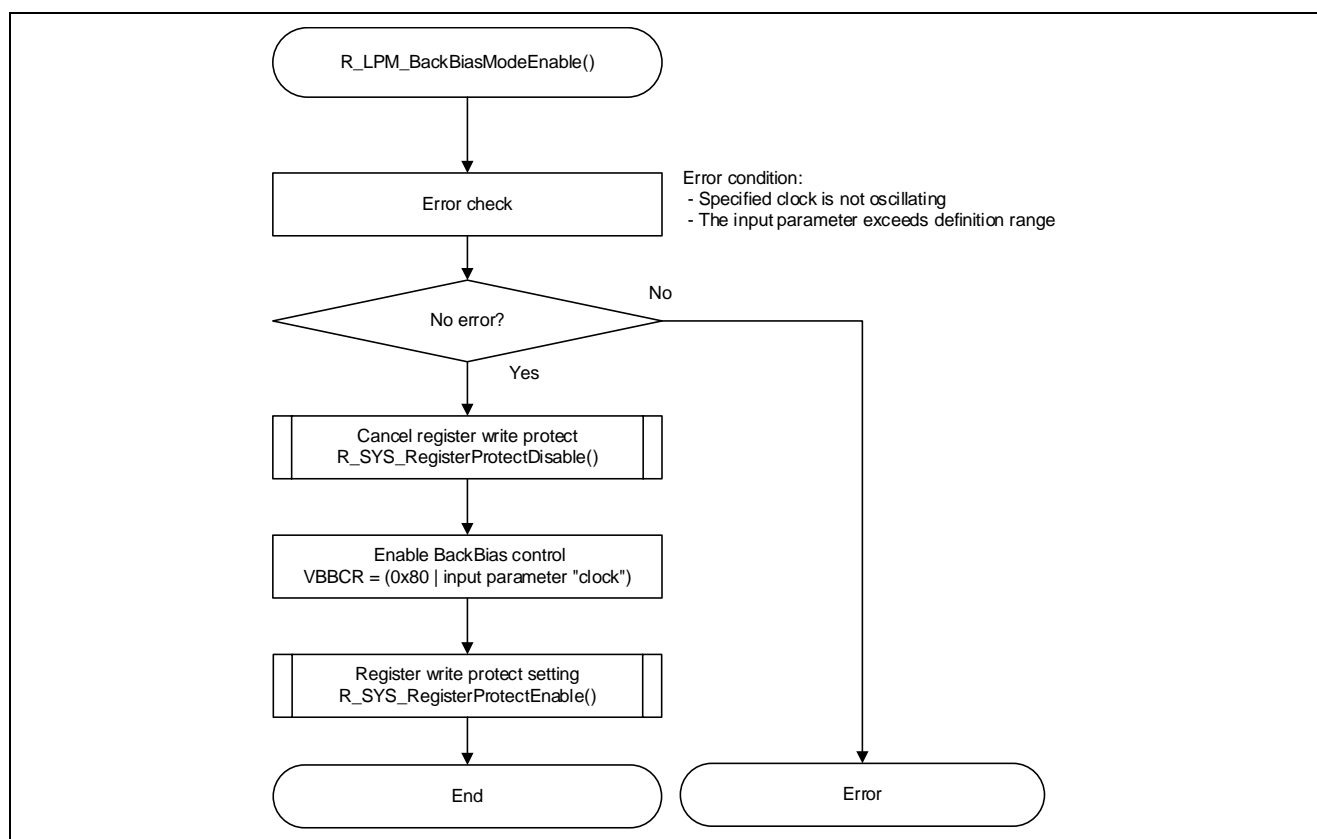 R_LPM_BackBiasModeEnable()
Error check
Error condition:
- Specified clock is not oscillating
- The input parameter exceeds definition range
No error?
No
Yes
Cancel register write protect
R_SYS_RegisterProtectDisable()
Enable BackBias control
VBBCR = (0x80 | input parameter "clock")
Register write protect setting
R_SYS_RegisterProtectEnable()
End
Error